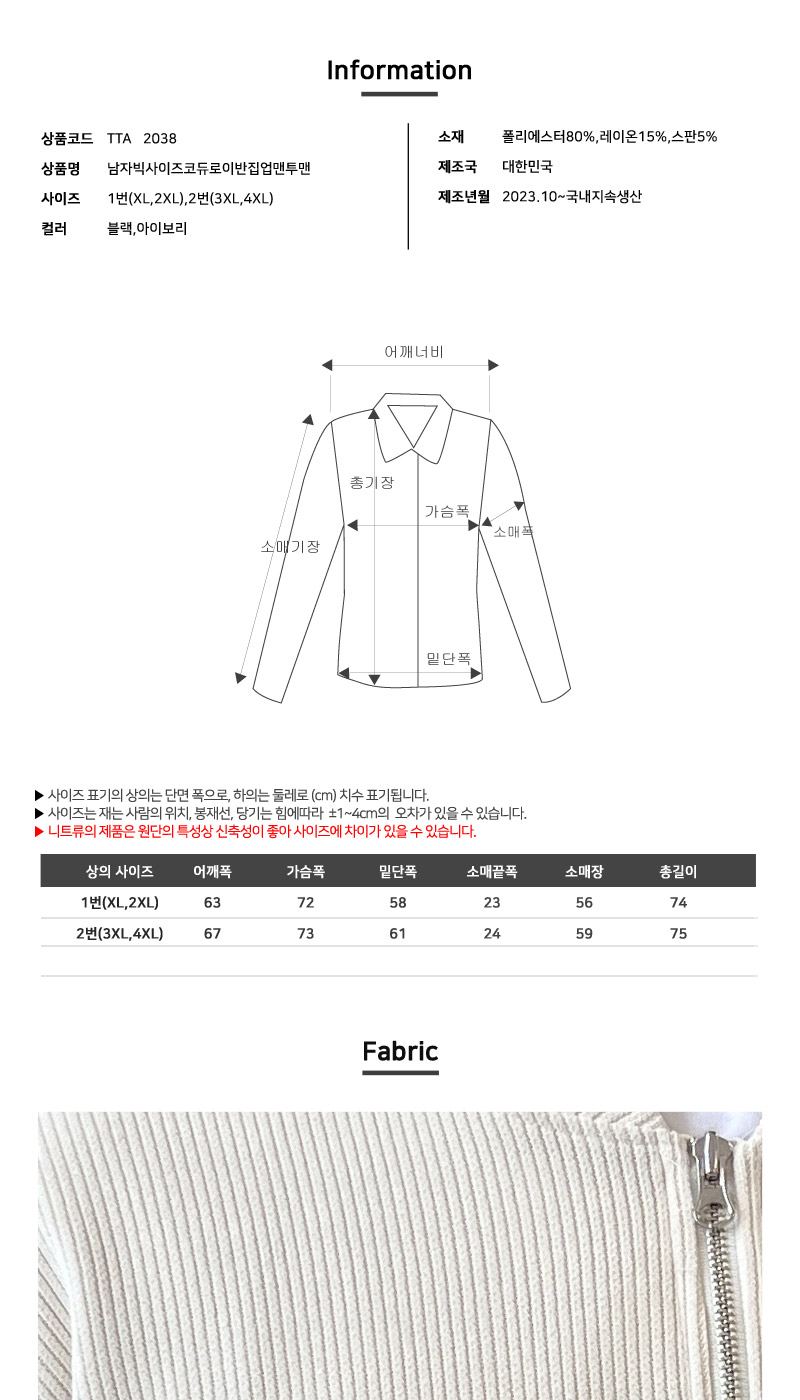 Information
상품코드 TTA 2038
상품명 남자빅사이즈코듀로이반집업맨투맨
사이즈 1번(XL,2XL),2번(3XL,4XL)
컬러 블랙,아이보리
소재 폴리에스터80%,레이온15%,스판5%
제조국 대한민국
제조년월 2023.10~국내지속생산
어깨너비
총기장
가슴폭
소매폭
소매기장
밑단폭
▶ 사이즈 표기의 상의는 단면 폭으로, 하의는 둘레로 (cm) 치수 표기됩니다.
▶ 사이즈는 재는 사람의 위치, 봉재선, 당기는 힘에따라 ±1~4cm의 오차가 있을 수 있습니다.
▶ 니트류의 제품은 원단의 특성상 신축성이 좋아 사이즈에 차이가 있을 수 있습니다.
상의 사이즈 어깨폭 가슴폭 밑단폭 소매끝폭 소매장 총길이
1번(XL,2XL) 63 72 58 23 56 74
2번(3XL,4XL) 67 73 61 24 59 75
Fabric